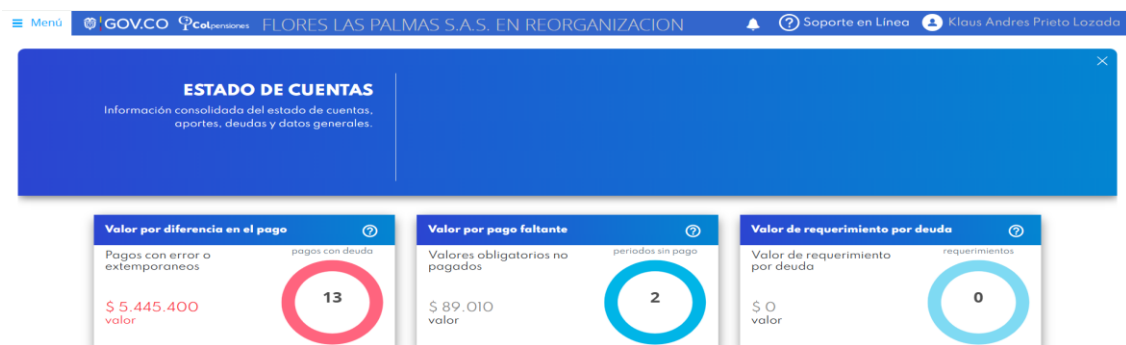 Menú GOV.CO Colpensiones FLORES LAS PALMAS S.A.S. EN REORGANIZACION Soporte en Línea Klaus Andres Prieto Lozada
ESTADO DE CUENTAS
Información consolidada del estado de cuentas,
aportes, deudas y datos generales.
Valor por diferencia en el pago
pagos con deuda
Pagos con error o
extemporaneos
13
$ 5.445.400
valor
Valor por pago faltante
periodos sin pago
Valores obligatorios no
pagados
2
$ 89.010
valor
Valor de requerimiento por deuda
requerimientos
Valor de requerimiento
por deuda
0
$ 0
valor